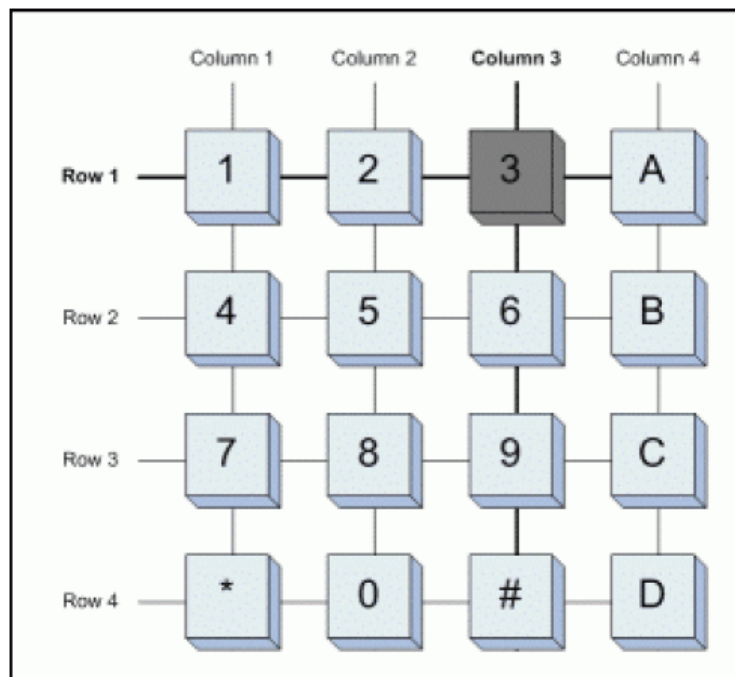 Column 1 Column 2 Column 3 Column 4
Row 1 1 2 3 A
Row 2 4 5 6 B
Row 3 7 8 9 C
Row 4 * 0 # D